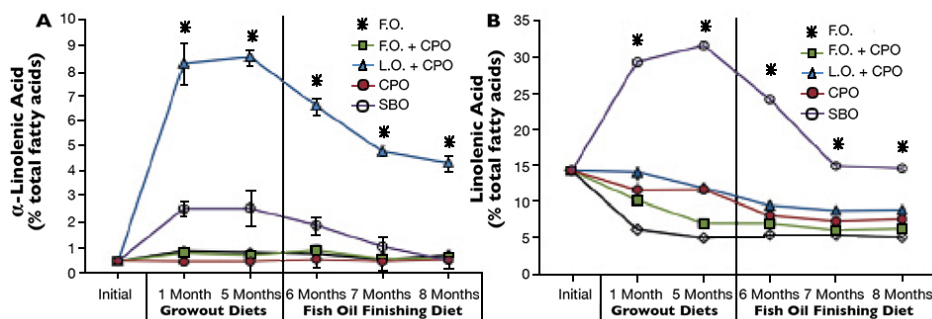 A
α-Linolenic Acid
(% total fatty acids)
10
9
8
7
6
5
4
3
2
1
0
F.O.
F.O. + CPO
L.O. + CPO
CPO
SBO
Initial
1 Month
5 Months
6 Months
7 Months
8 Months
Growout Diets
Fish Oil Finishing Diet
B
Linolenic Acid
(% total fatty acids)
40
35
30
25
20
15
10
5
0
F.O.
F.O. + CPO
L.O. + CPO
CPO
SBO
Initial
1 Month
5 Months
6 Months
7 Months
8 Months
Growout Diets
Fish Oil Finishing Diet